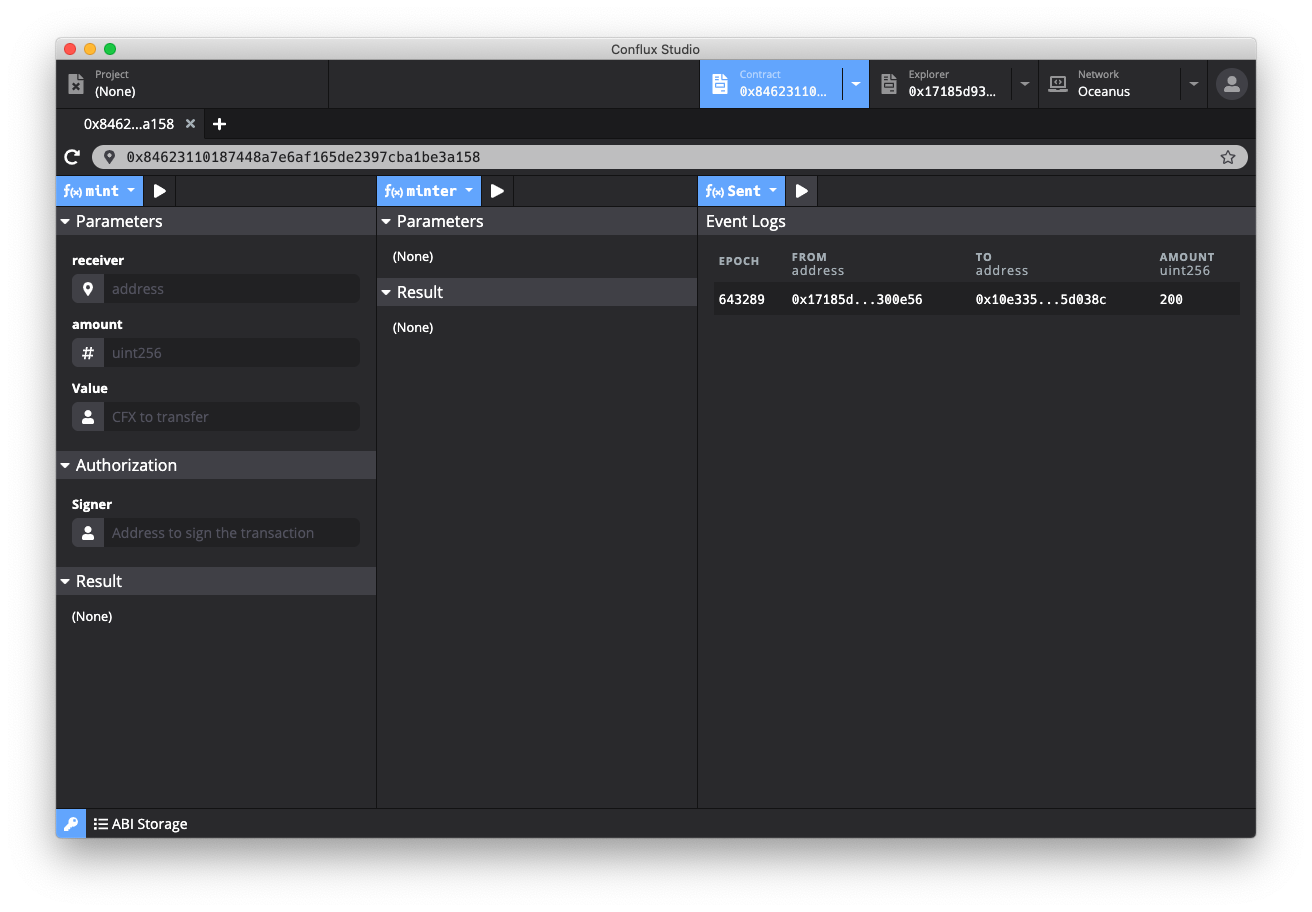 Conflux Studio
Project
(None)
Contract
0x84623110...
Explorer
0x17185d93...
Network
Oceanus
0x8462...a158
0x84623110187448a7e6af165de2397cba1be3a158
f(x) mint
f(x) minter
f(x) Sent
Parameters
receiver
address
amount
# uint256
Value
CFX to transfer
Authorization
Signer
Address to sign the transaction
Result
(None)
Parameters
(None)
Result
(None)
Event Logs
EPOCH FROM TO AMOUNT
address address uint256
643289 0x17185d...300e56 0x10e335...5d038c 200
ABI Storage